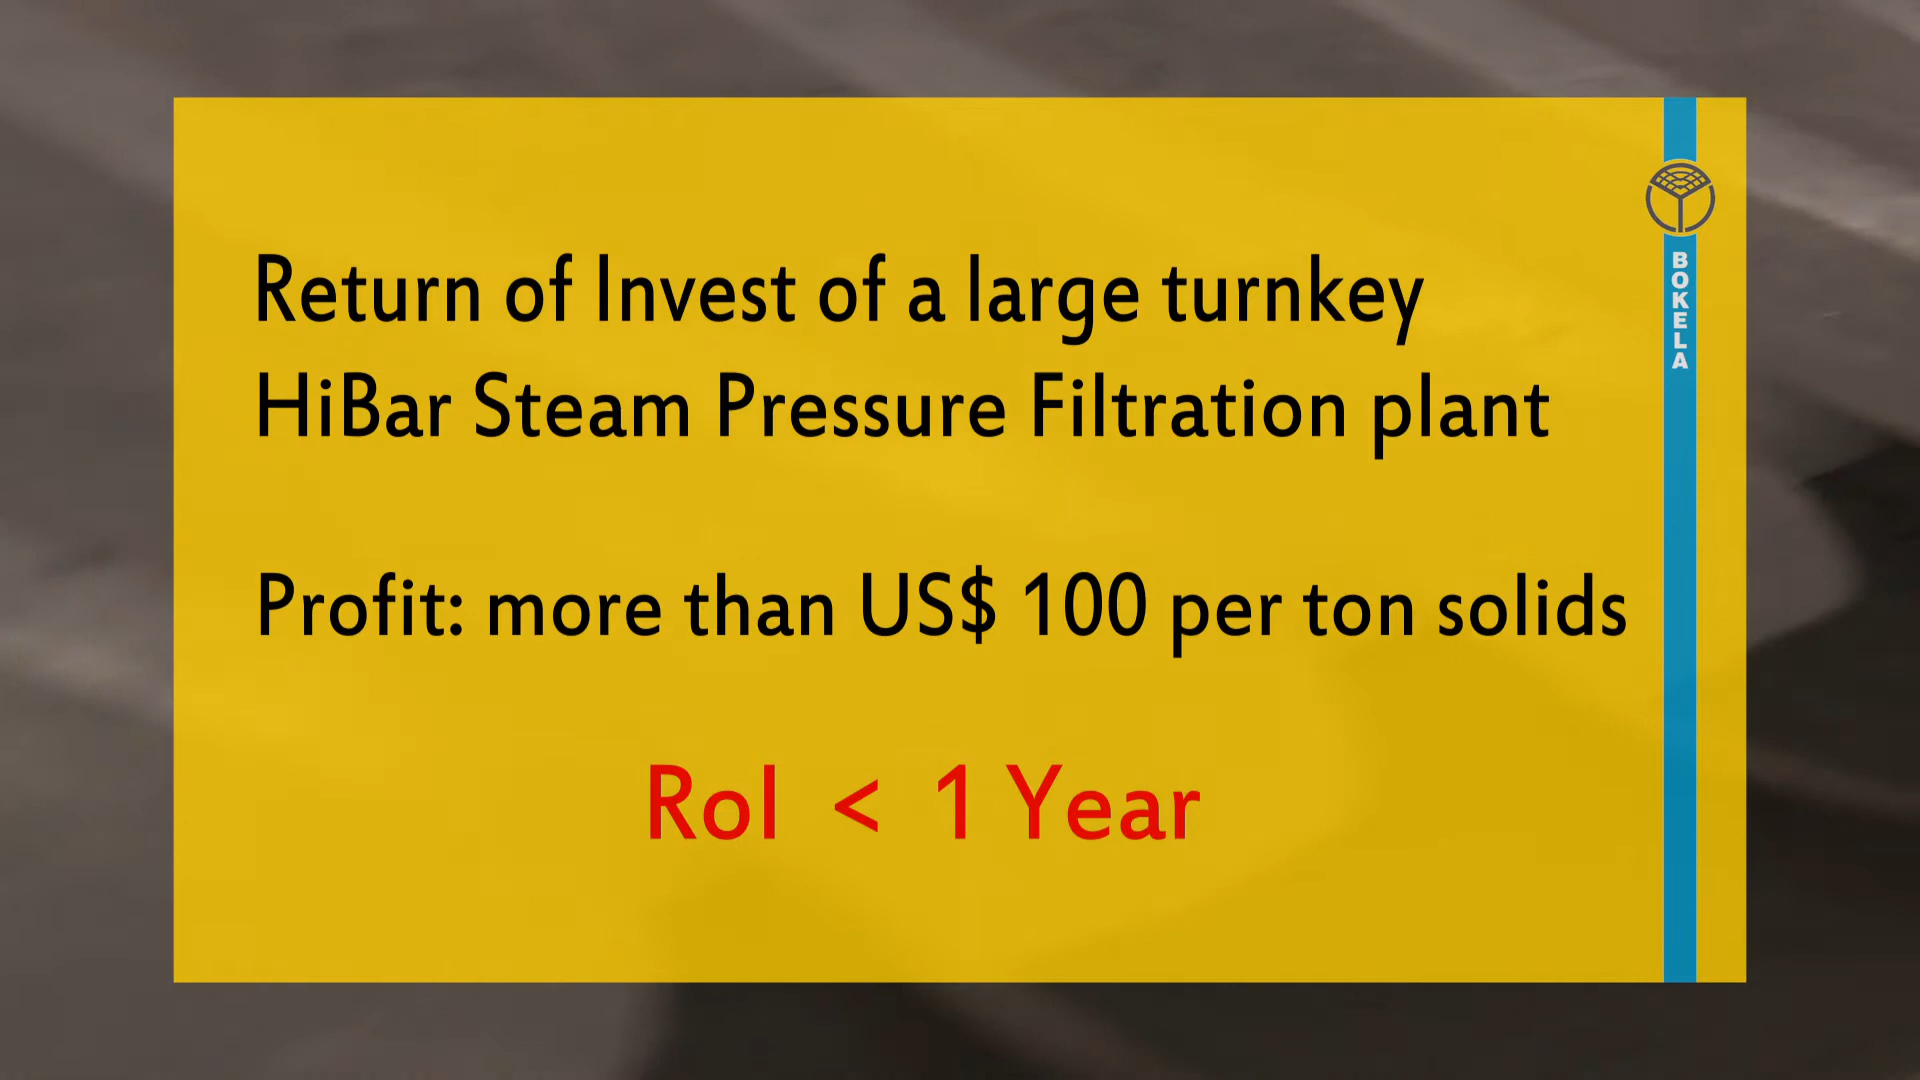 Return of Invest of a large turnkey
HiBar Steam Pressure Filtration plant
Profit: more than US$ 100 per ton solids
RoI < 1 Year
BOKELA